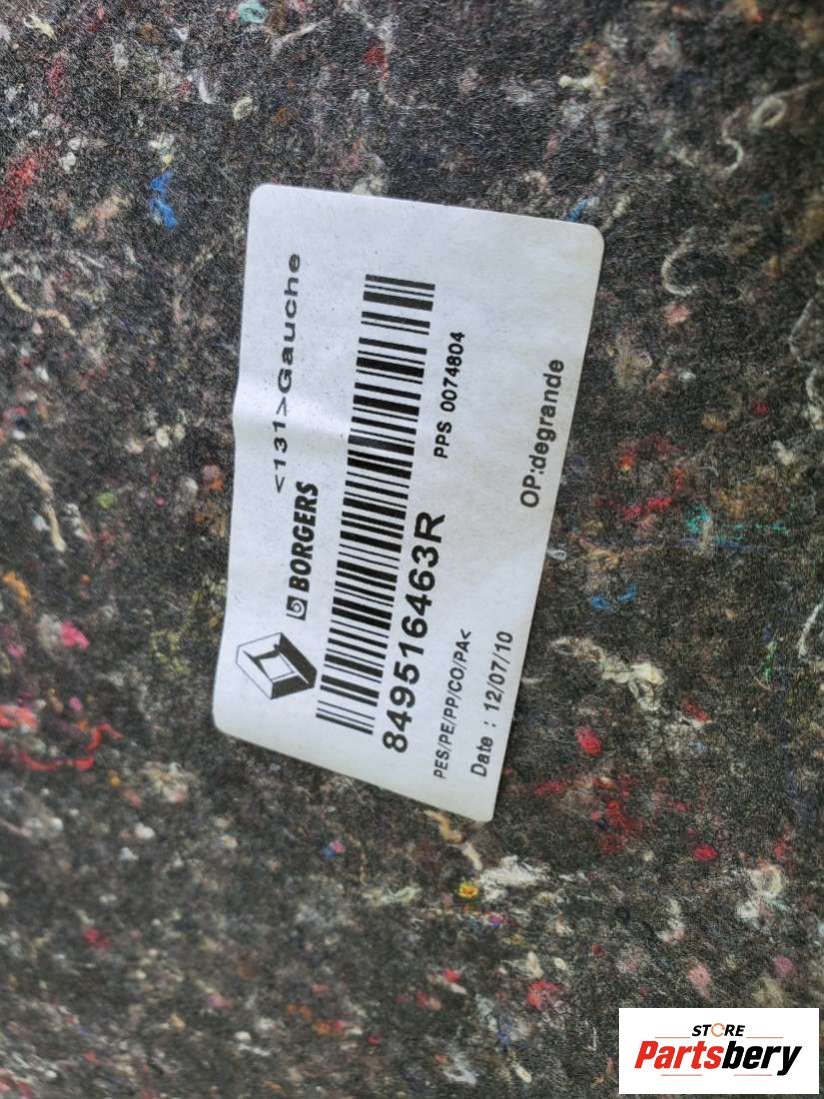 <131>Gauche
BORGERS
849516463R
PPS 0074804
PES/PE/PP/CO/PA<
Date : 12/07/10
OP:degrande
STORE
Partsbery